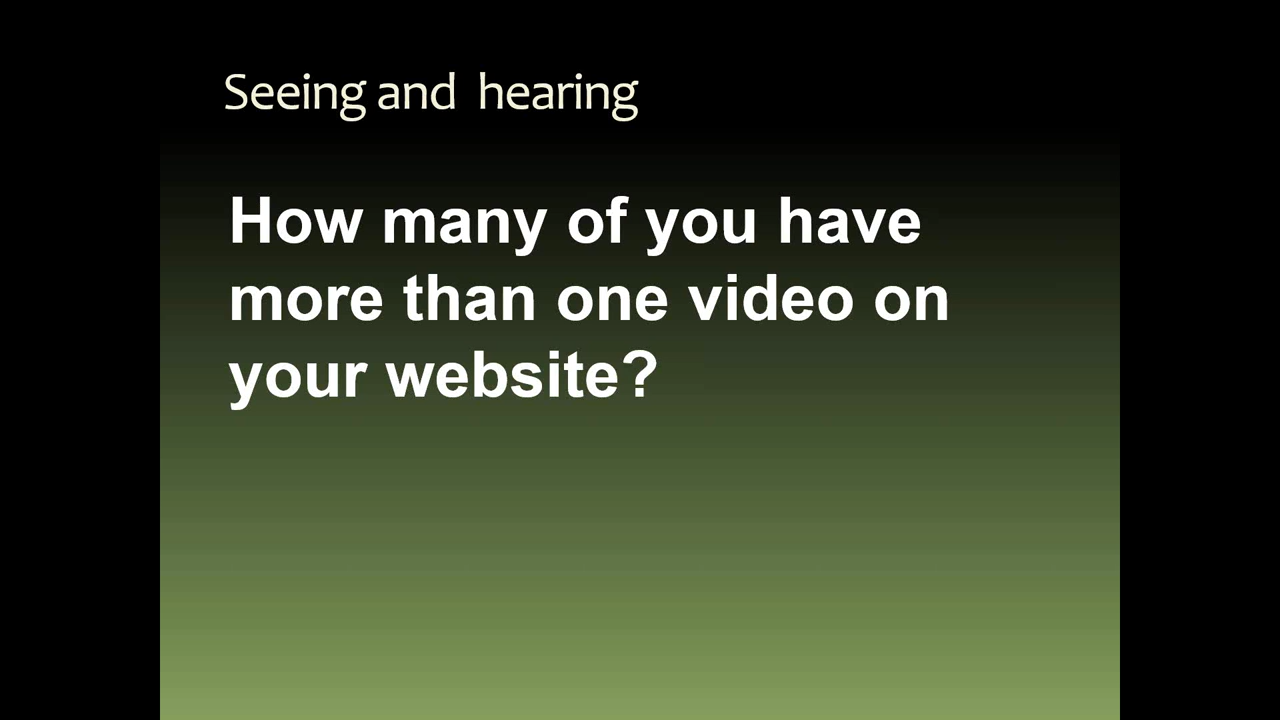 Seeing and hearing
How many of you have
more than one video on
your website?